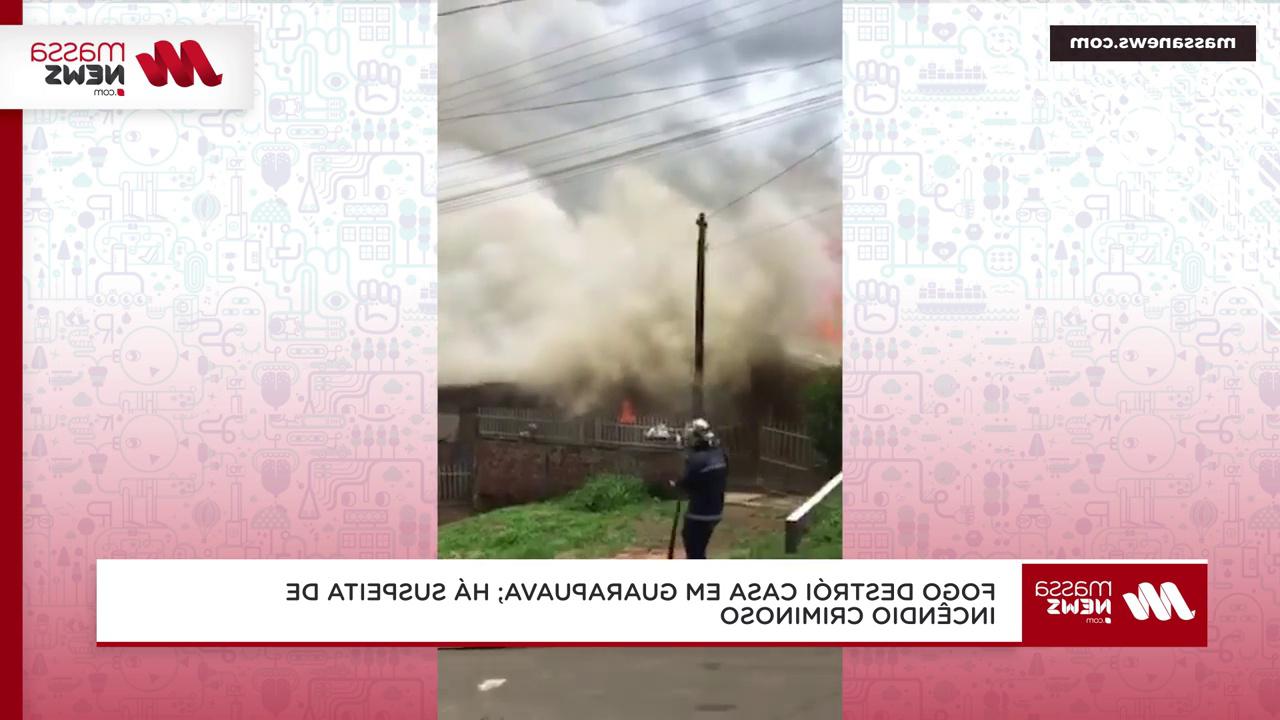 massa
NEWS
.com
massanews.com
massa
NEWS
.com
FOGO DESTRÓI CASA EM GUARAPUAVA; HÁ SUSPEITA DE
INCÊNDIO CRIMINOSO